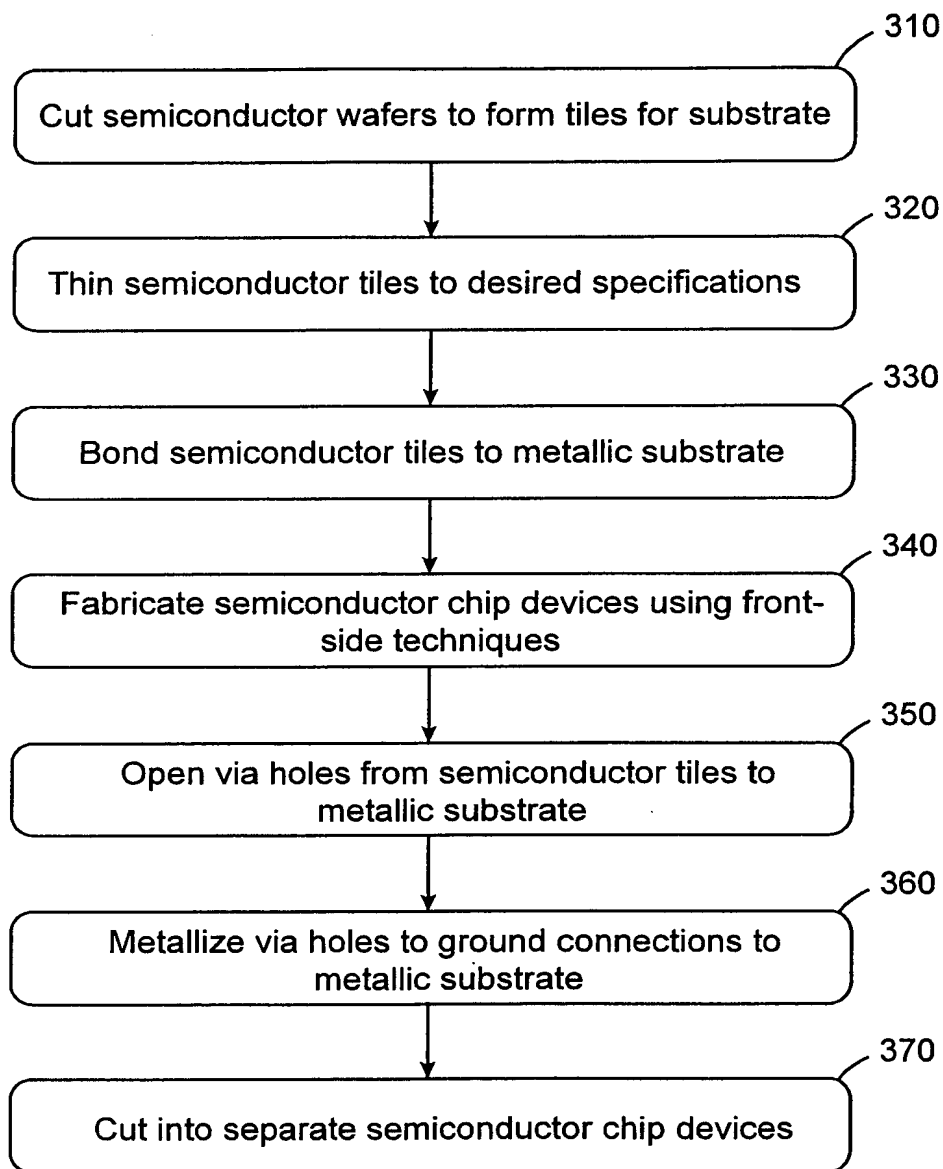 310
Cut semiconductor wafers to form tiles for substrate
320
Thin semiconductor tiles to desired specifications
330
Bond semiconductor tiles to metallic substrate
340
Fabricate semiconductor chip devices using front-
side techniques
350
Open via holes from semiconductor tiles to
metallic substrate
360
Metallize via holes to ground connections to
metallic substrate
370
Cut into separate semiconductor chip devices